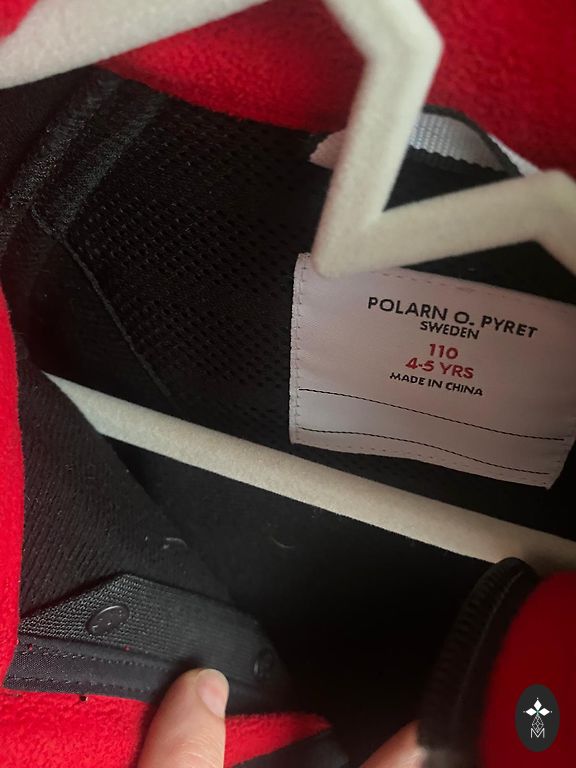 POLARN O. PYRET
SWEDEN
110
4-5 YRS
MADE IN CHINA
M